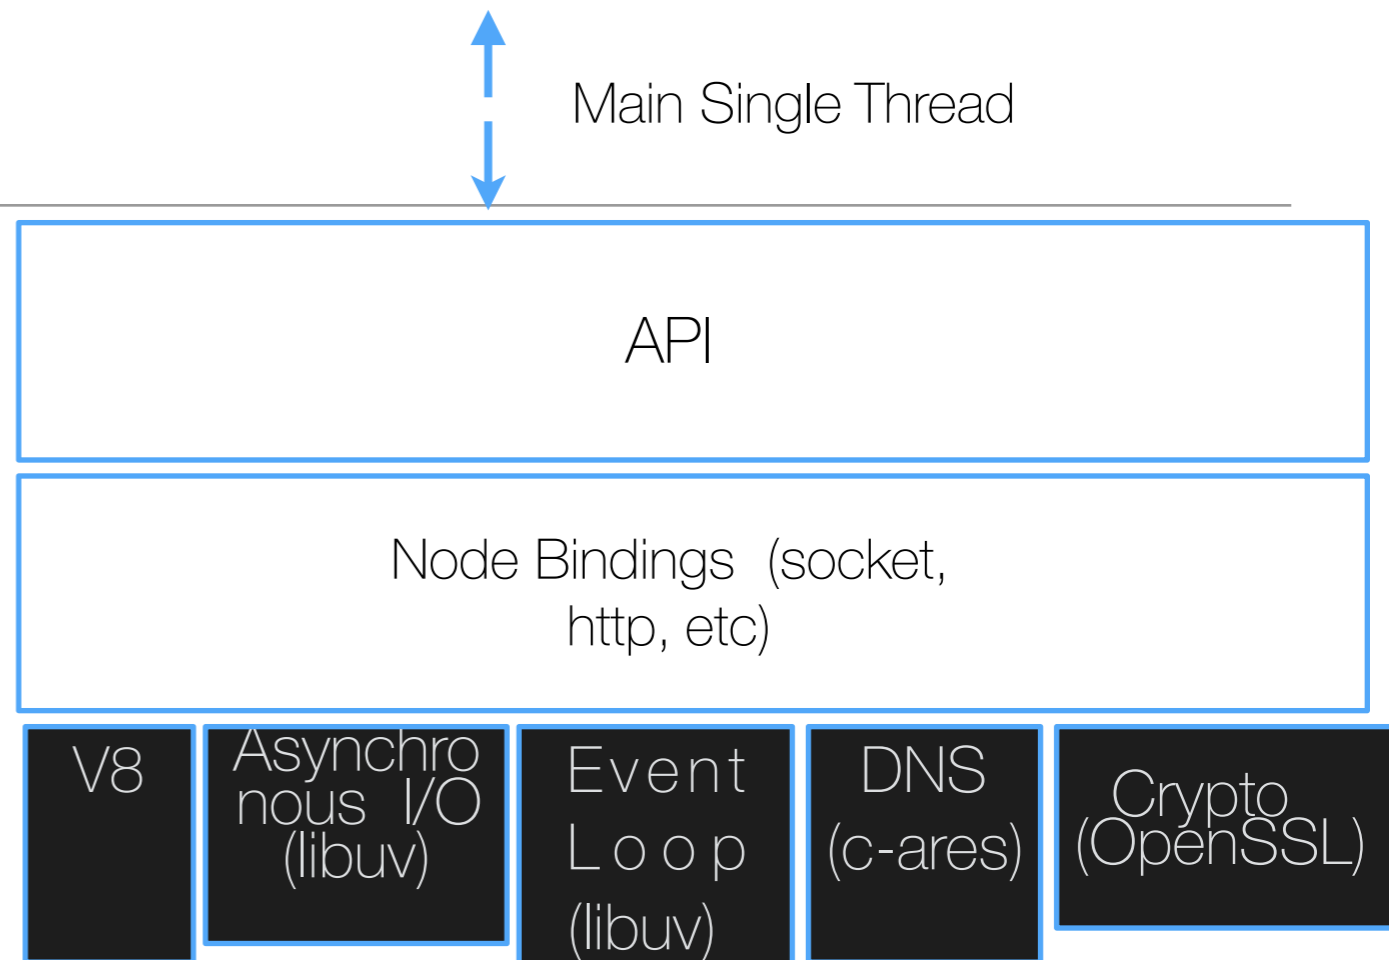 Main Single Thread
API
Node Bindings (socket,
http, etc)
V8
Asynchro
nous I/O
(libuv)
Event
Loop
(libuv)
DNS
(c-ares)
Crypto
(OpenSSL)